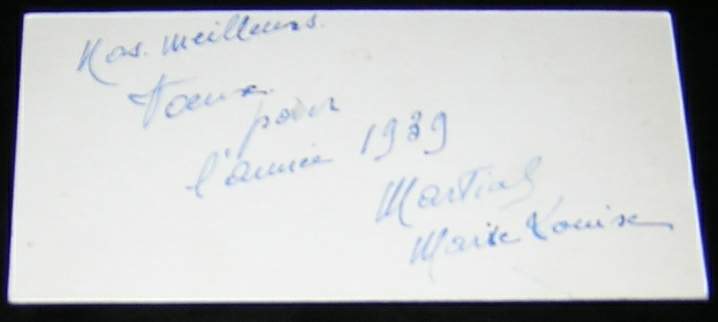 Nos meilleurs
Voeux
pour
l'année 1939
Martial
Marie Louise